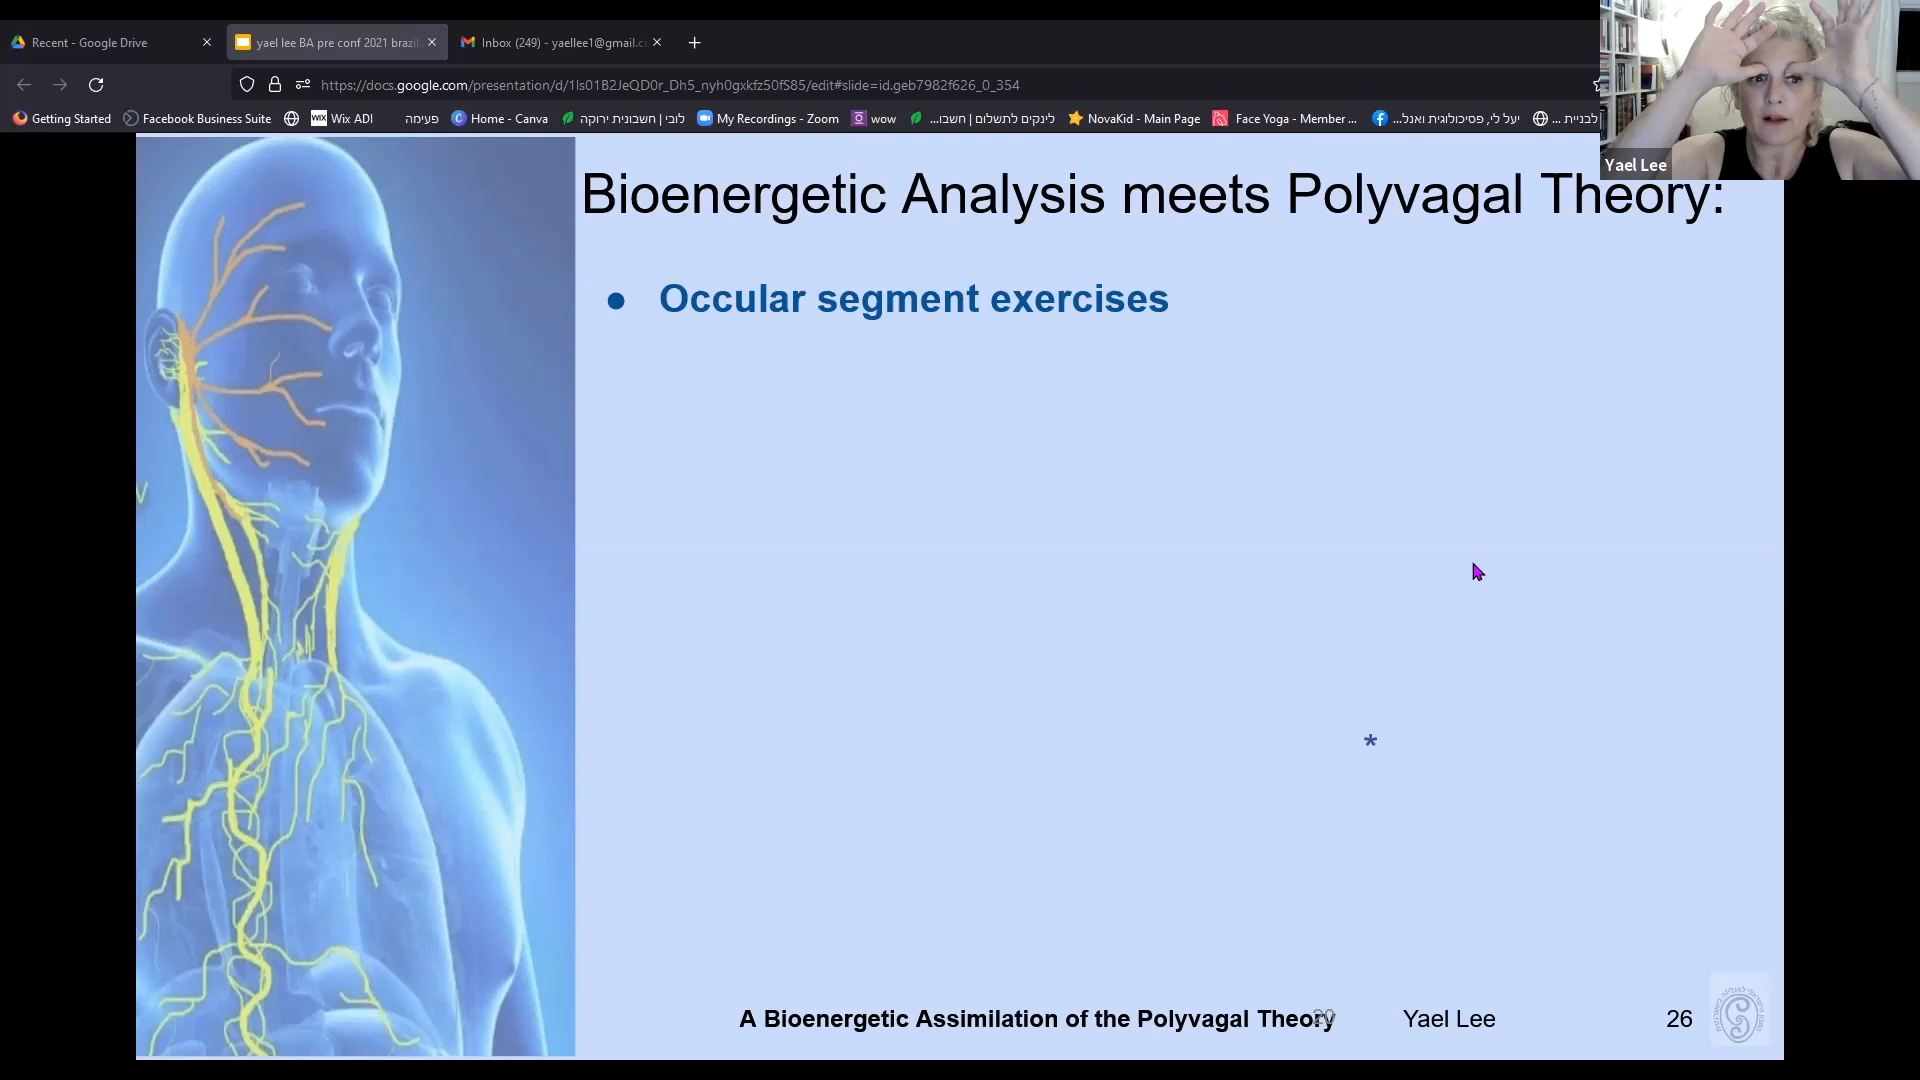 Recent - Google Drive
yael lee BA pre conf 2021 brazil
Inbox (249) - yaellee1@gmail.c
https://docs.google.com/presentation/d/1ls01B2JeQD0r_Dh5_nyh0gxkfz50fS85/edit#slide=id.geb7982f626_0_354
Getting Started Facebook Business Suite Wix ADI פעימה Home - Canva לובי | חשבונית ירוקה My Recordings - Zoom wow לינקים לתשלום | חשבו... NovaKid - Main Page Face Yoga - Member ... יעל לי, פסיכולוגית ואנל... לבניית ...
Yael Lee
Bioenergetic Analysis meets Polyvagal Theory:
● Occular segment exercises
*
A Bioenergetic Assimilation of the Polyvagal Theory 20 Yael Lee 26